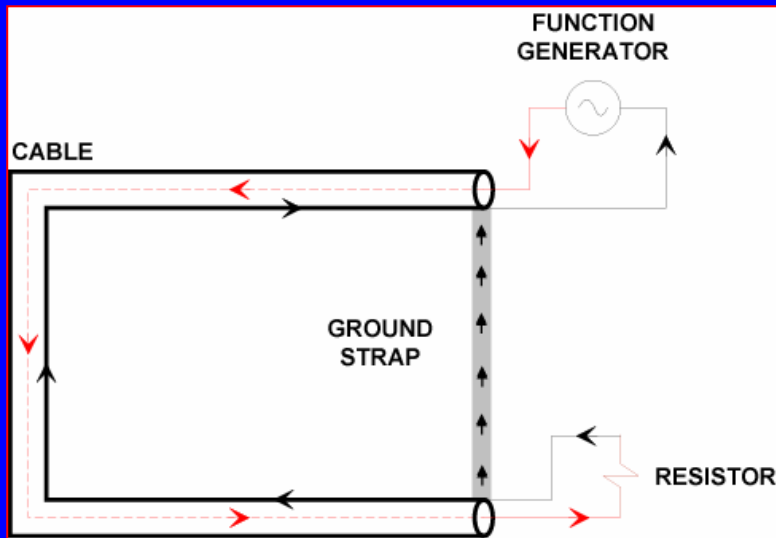 FUNCTION
GENERATOR
CABLE
GROUND
STRAP
RESISTOR